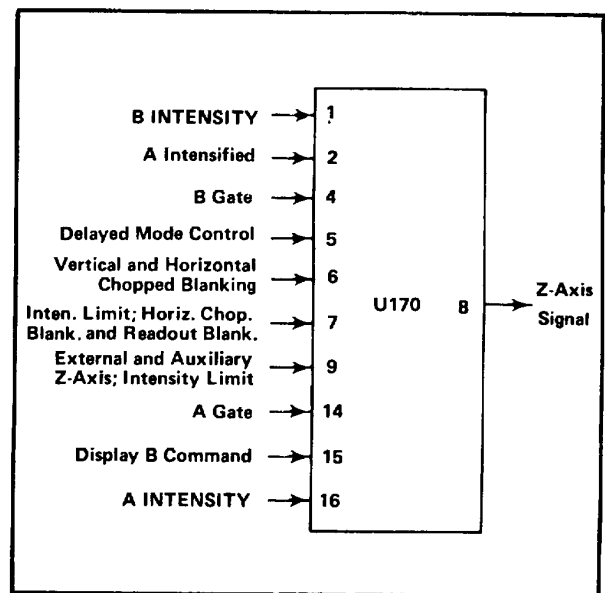 B INTENSITY 1
A Intensified 2
B Gate 4
Delayed Mode Control 5
Vertical and Horizontal
Chopped Blanking 6
Inten. Limit; Horiz. Chop.
Blank. and Readout Blank. 7
External and Auxiliary
Z-Axis; Intensity Limit 9
A Gate 14
Display B Command 15
A INTENSITY 16
U170 8
Z-Axis
Signal